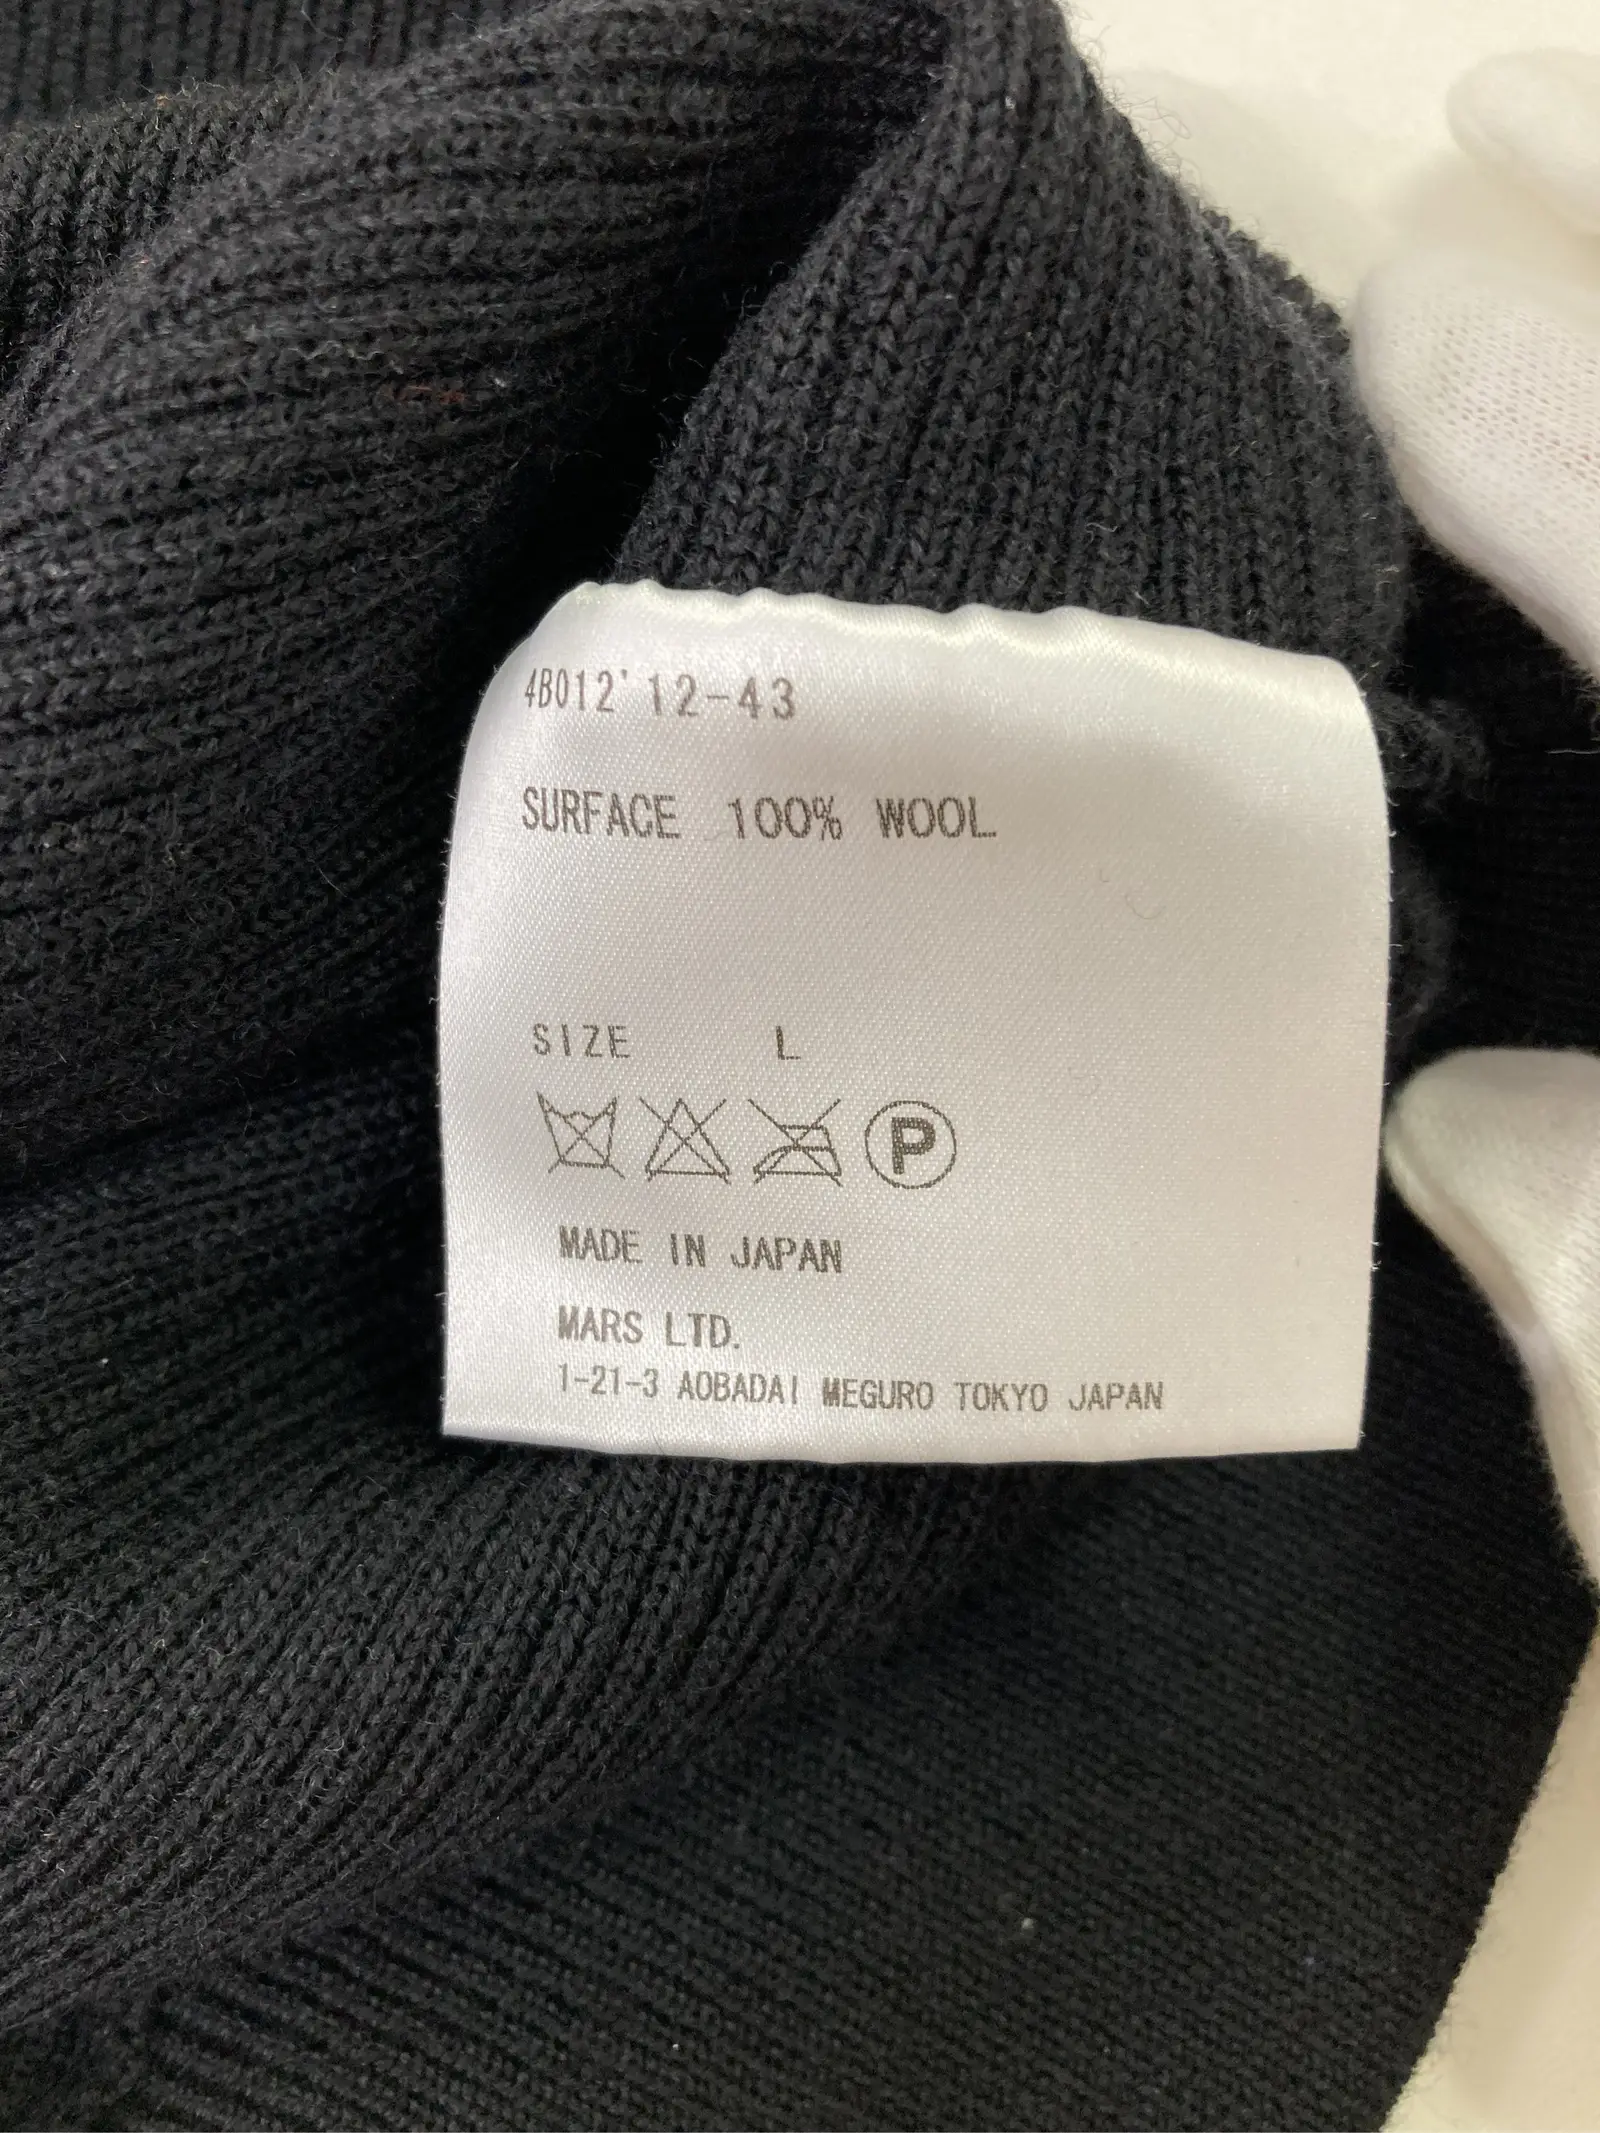 4B012'12-43
SURFACE 100% WOOL
SIZE L
P
MADE IN JAPAN
MARS LTD.
1-21-3 AOBADAI MEGURO TOKYO JAPAN